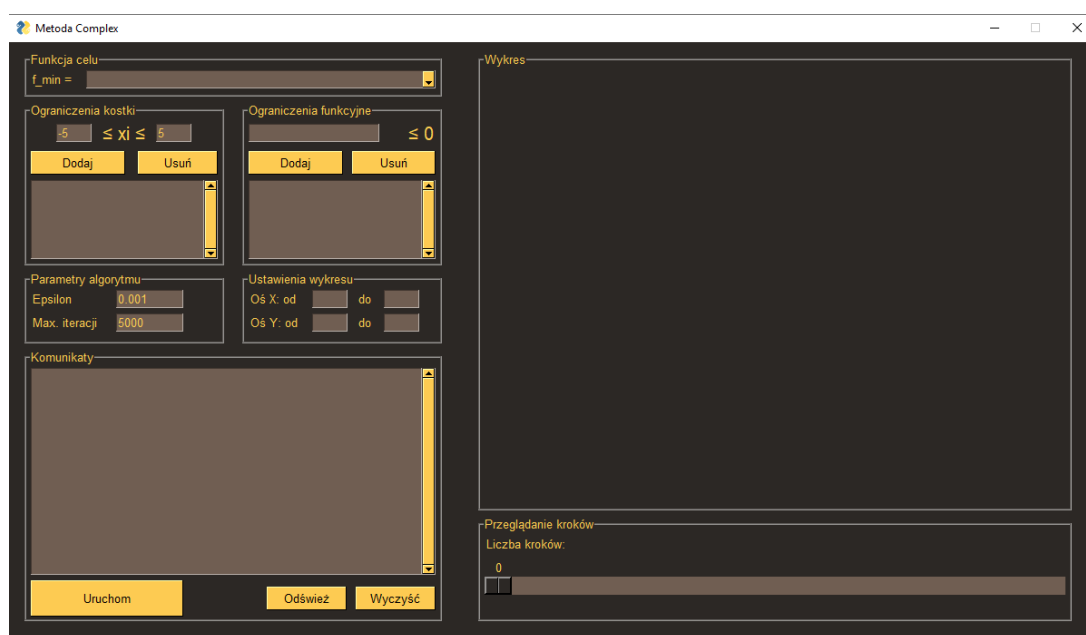 Metoda Complex
Funkcja celu
f_min =
Ograniczenia kostki
-5 ≤ xi ≤ 5
Dodaj Usuń
Ograniczenia funkcyjne
≤ 0
Dodaj Usuń
Parametry algorytmu
Epsilon 0.001
Max. iteracji 5000
Ustawienia wykresu
Oś X: od do
Oś Y: od do
Komunikaty
Uruchom Odśwież Wyczyść
Wykres
Przeglądanie kroków
Liczba kroków:
0